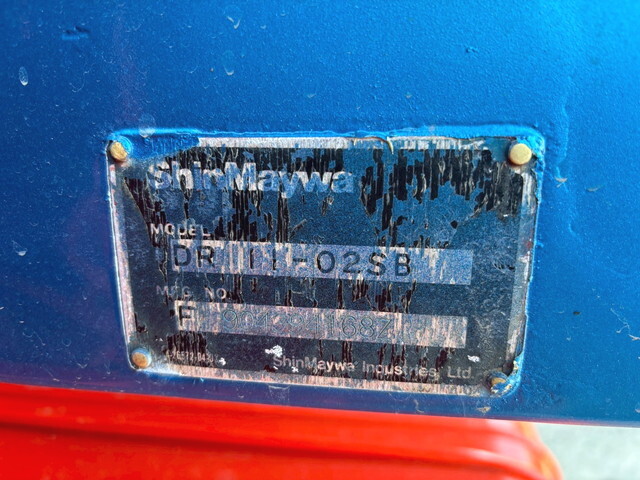 ShinMaywa
MODEL
DR 11-02SB
MFG. NO.
F
ShinMaywa Industries, Ltd.